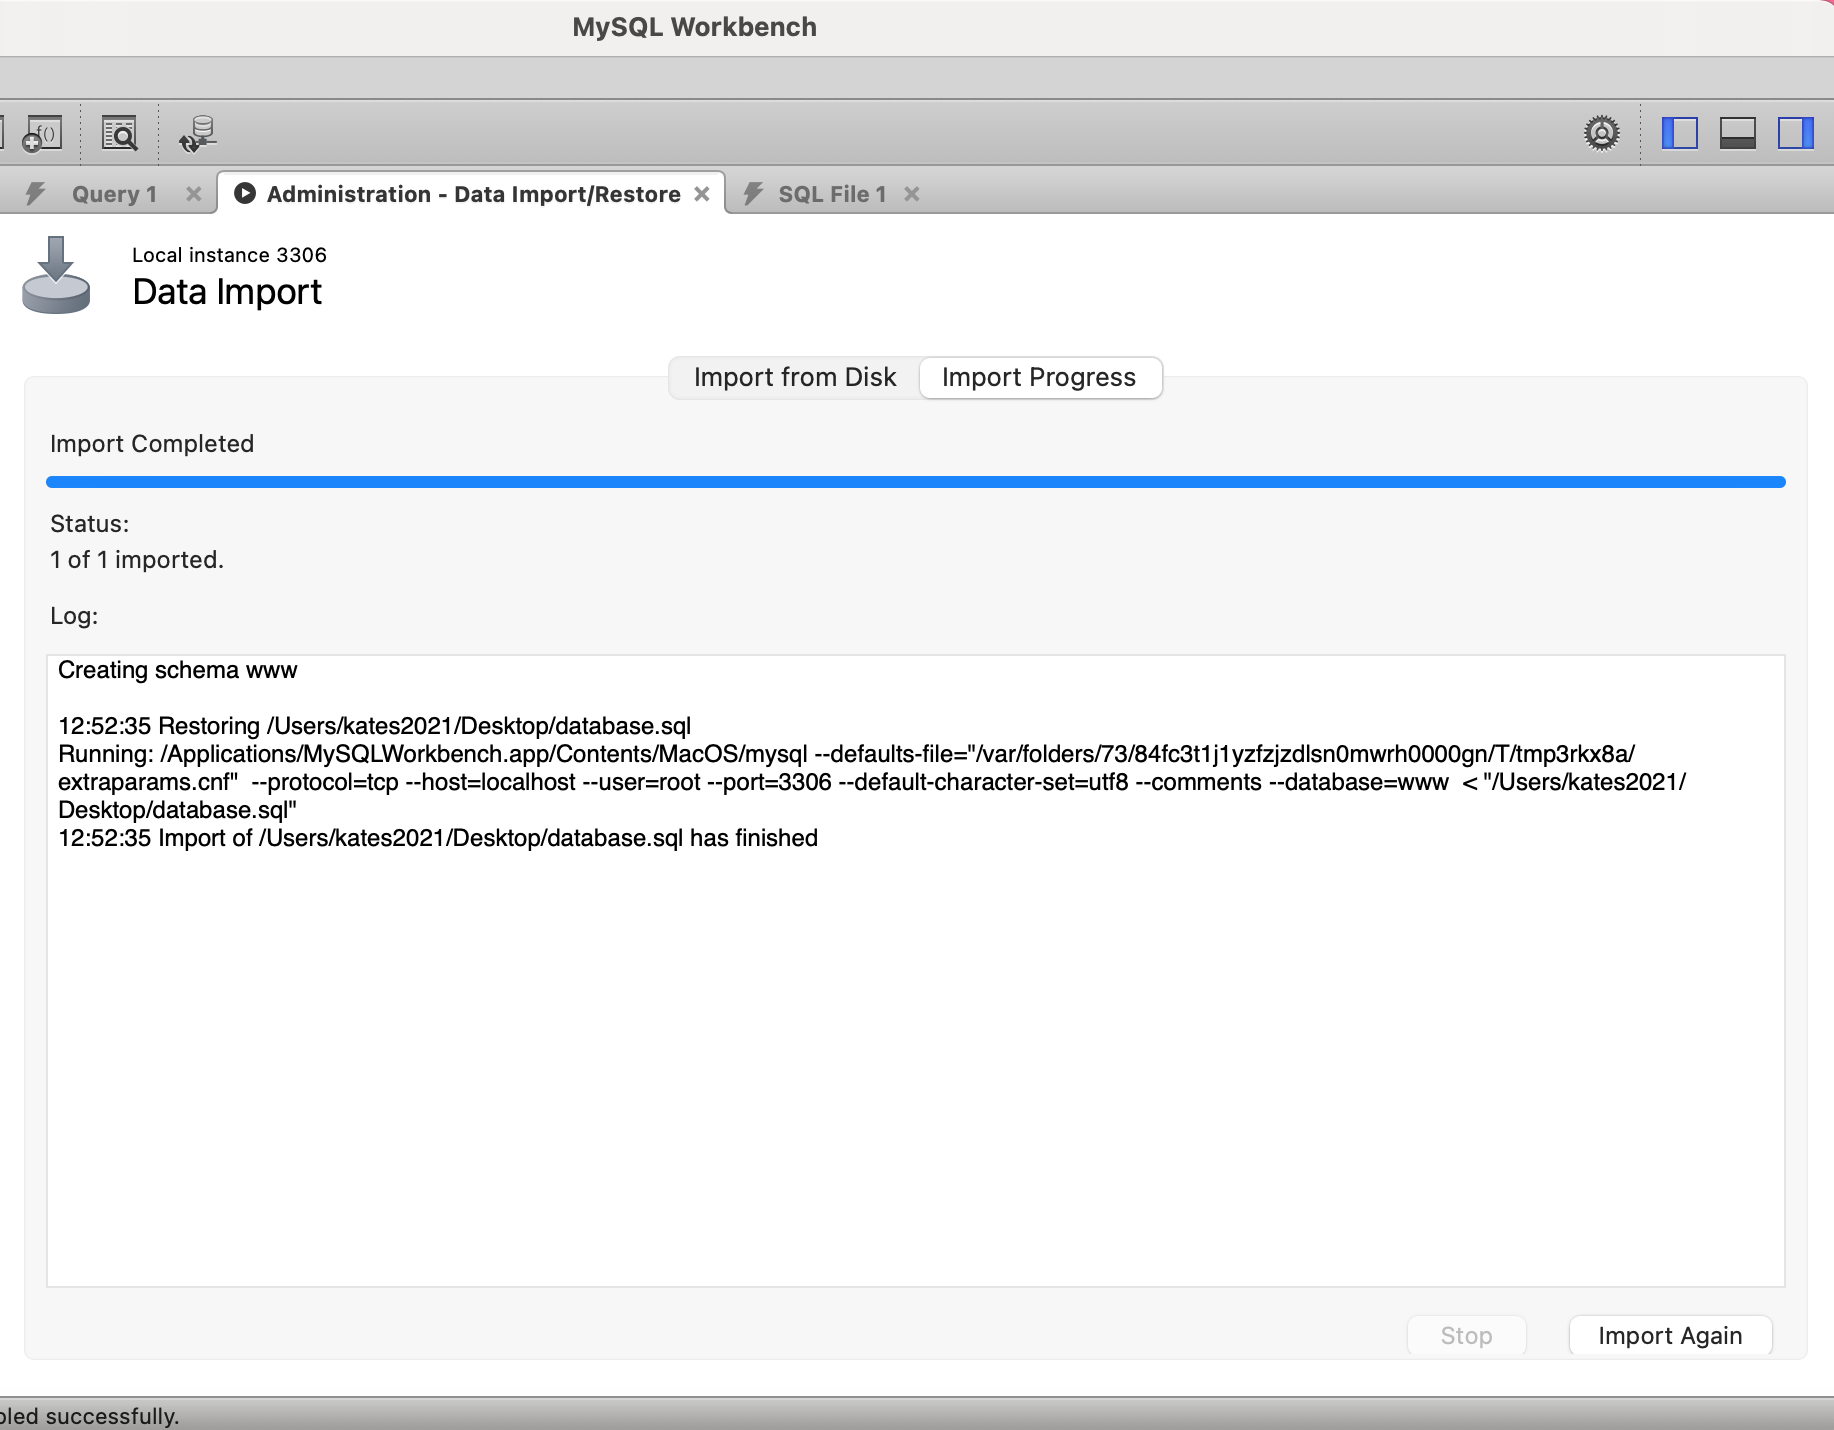 MySQL Workbench
Query 1
Administration - Data Import/Restore
SQL File 1
Local instance 3306
Data Import
Import from Disk
Import Progress
Import Completed
Status:
1 of 1 imported.
Log:
Creating schema www
12:52:35 Restoring /Users/kates2021/Desktop/database.sql
Running: /Applications/MySQLWorkbench.app/Contents/MacOS/mysql --defaults-file="/var/folders/73/84fc3t1j1yzfzjzdlsn0mwrh0000gn/T/tmp3rkx8a/
extraparams.cnf"  --protocol=tcp --host=localhost --user=root --port=3306 --default-character-set=utf8 --comments --database=www  < "/Users/kates2021/
Desktop/database.sql"
12:52:35 Import of /Users/kates2021/Desktop/database.sql has finished
Stop
Import Again
successfully.